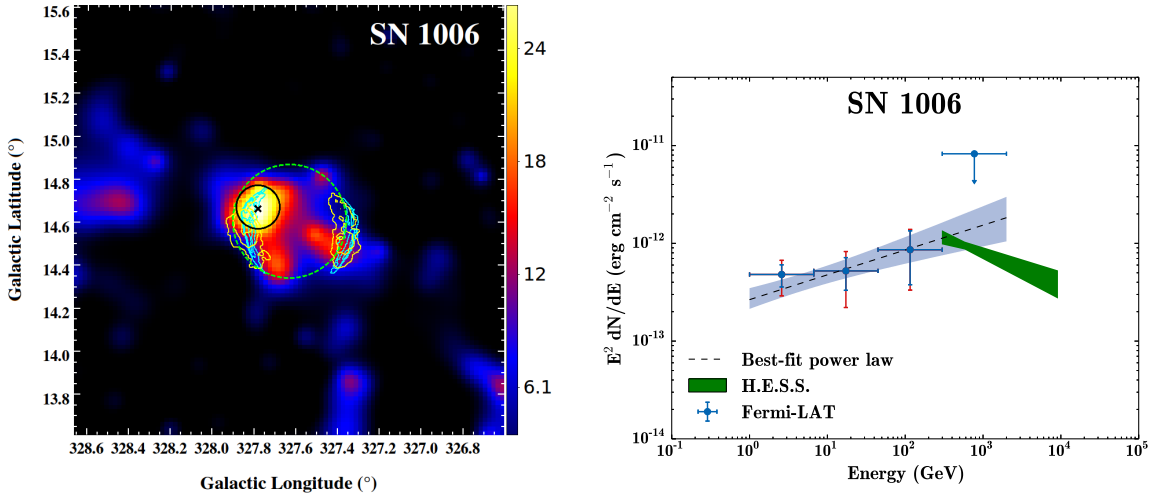 SN 1006
15.6
15.4
15.2
15.0
14.8
14.6
14.4
14.2
14.0
13.8
Galactic Latitude (°)
328.6 328.4 328.2 328.0 327.8 327.6 327.4 327.2 327.0 326.8
Galactic Longitude (°)
24
18
12
6.1
SN 1006
E² dN/dE (erg cm⁻² s⁻¹)
10⁻¹¹
10⁻¹²
10⁻¹³
10⁻¹⁴
Best-fit power law
H.E.S.S.
Fermi-LAT
10⁻¹ 10⁰ 10¹ 10² 10³ 10⁴ 10⁵
Energy (GeV)